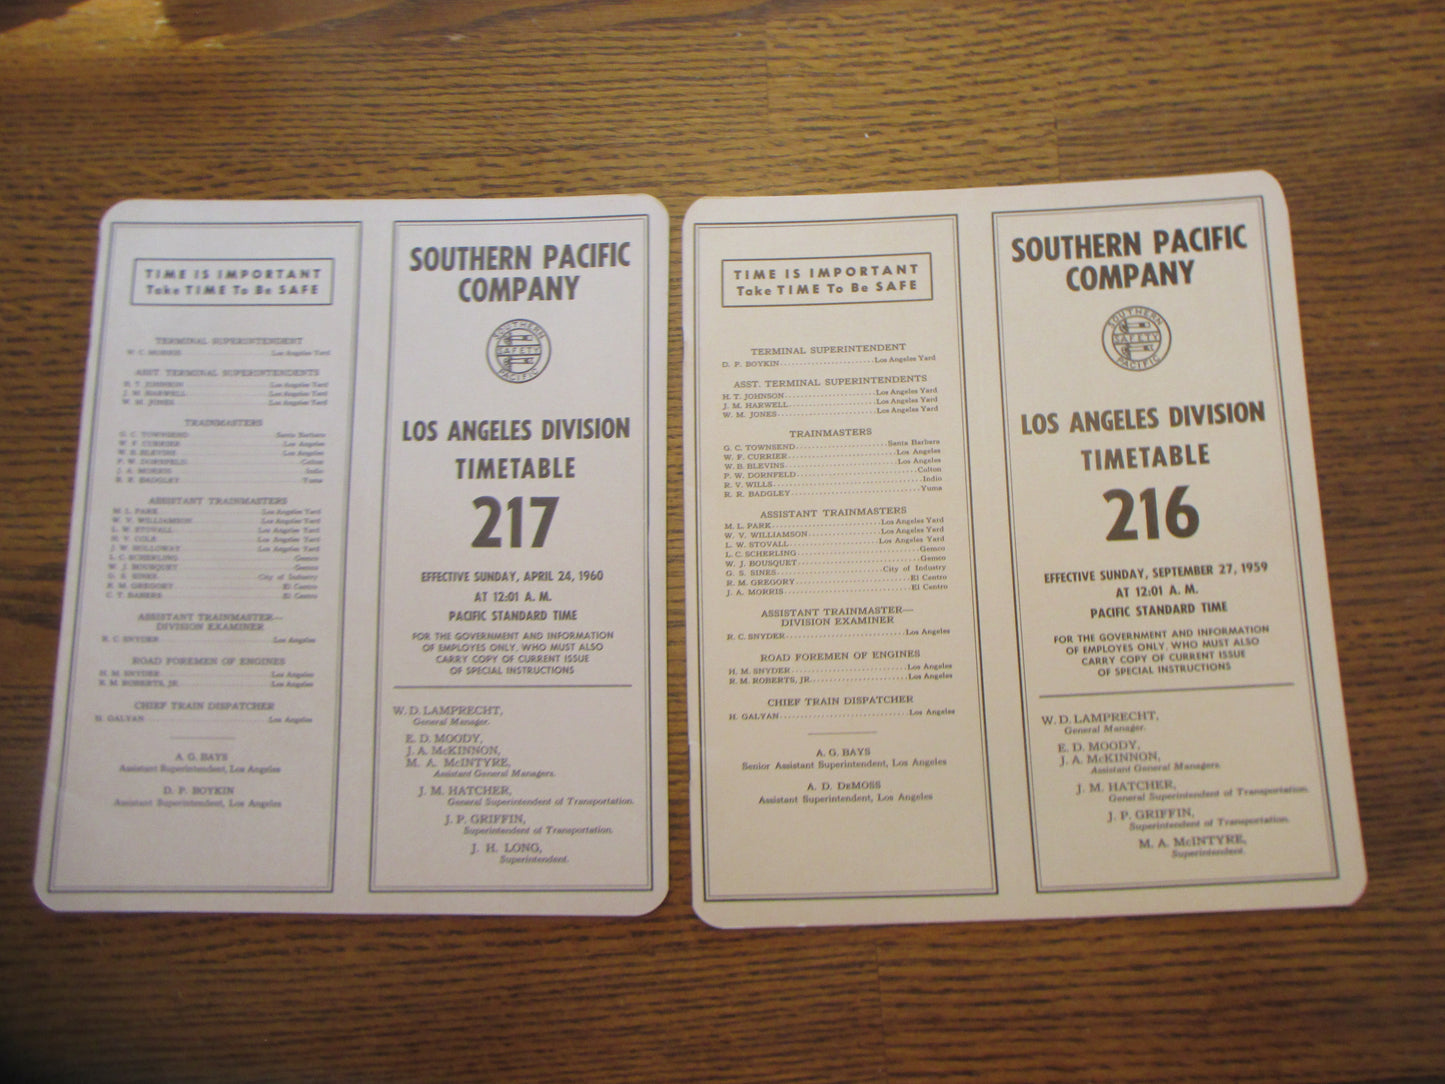 TIME IS IMPORTANT
Take TIME To Be SAFE
TERMINAL SUPERINTENDENT
W. C. MORRIS Los Angeles Yard
ASST. TERMINAL SUPERINTENDENTS
H. T. JOHNSON Los Angeles Yard
J. M. HARWELL Los Angeles Yard
W. M. JONES Los Angeles Yard
TRAINMASTERS
G. C. TOWNSEND Santa Barbara
W. F. CURRIER Los Angeles
W. B. BLEVINS Los Angeles
P. W. DORNFELD Colton
J. A. MORRIS Indio
R. R. BADGLEY Yuma
ASSISTANT TRAINMASTERS
M. L. PARK Los Angeles Yard
W. V. WILLIAMSON Los Angeles Yard
L. W. STOVALL Los Angeles Yard
H. V. COLE Los Angeles Yard
J. W. HOLLOWAY Los Angeles Yard
L. C. SCHERLING Gemco
W. J. BOUSQUET Gemco
G. S. SINES City of Industry
R. M. GREGORY El Centro
C. T. BABERS El Centro
ASSISTANT TRAINMASTER—
DIVISION EXAMINER
R. C. SNYDER Los Angeles
ROAD FOREMEN OF ENGINES
H. M. SNYDER Los Angeles
R. M. ROBERTS, JR. Los Angeles
CHIEF TRAIN DISPATCHER
H. GALYAN Los Angeles
A. G. BAYS
Assistant Superintendent, Los Angeles
D. P. BOYKIN
Assistant Superintendent, Los Angeles
SOUTHERN PACIFIC
COMPANY
SOUTHERN
SAFETY
PACIFIC
LOS ANGELES DIVISION
TIMETABLE
217
EFFECTIVE SUNDAY, APRIL 24, 1960
AT 12:01 A. M.
PACIFIC STANDARD TIME
FOR THE GOVERNMENT AND INFORMATION
OF EMPLOYES ONLY, WHO MUST ALSO
CARRY COPY OF CURRENT ISSUE
OF SPECIAL INSTRUCTIONS
W. D. LAMPRECHT,
General Manager.
E. D. MOODY,
J. A. McKINNON,
M. A. McINTYRE,
Assistant General Managers.
J. M. HATCHER,
General Superintendent of Transportation.
J. P. GRIFFIN,
Superintendent of Transportation.
J. H. LONG,
Superintendent.
TIME IS IMPORTANT
Take TIME To Be SAFE
TERMINAL SUPERINTENDENT
D. P. BOYKIN Los Angeles Yard
ASST. TERMINAL SUPERINTENDENTS
H. T. JOHNSON Los Angeles Yard
J. M. HARWELL Los Angeles Yard
W. M. JONES Los Angeles Yard
TRAINMASTERS
G. C. TOWNSEND Santa Barbara
W. F. CURRIER Los Angeles
W. B. BLEVINS Los Angeles
P. W. DORNFELD Colton
R. V. WILLS Indio
R. R. BADGLEY Yuma
ASSISTANT TRAINMASTERS
M. L. PARK Los Angeles Yard
W. V. WILLIAMSON Los Angeles Yard
L. W. STOVALL Los Angeles Yard
L. C. SCHERLING Gemco
W. J. BOUSQUET Gemco
G. S. SINES City of Industry
R. M. GREGORY El Centro
J. A. MORRIS El Centro
ASSISTANT TRAINMASTER—
DIVISION EXAMINER
R. C. SNYDER Los Angeles
ROAD FOREMEN OF ENGINES
H. M. SNYDER Los Angeles
R. M. ROBERTS, JR. Los Angeles
CHIEF TRAIN DISPATCHER
H. GALYAN Los Angeles
A. G. BAYS
Senior Assistant Superintendent, Los Angeles
A. D. DeMOSS
Assistant Superintendent, Los Angeles
SOUTHERN PACIFIC
COMPANY
SOUTHERN
SAFETY
PACIFIC
LOS ANGELES DIVISION
TIMETABLE
216
EFFECTIVE SUNDAY, SEPTEMBER 27, 1959
AT 12:01 A. M.
PACIFIC STANDARD TIME
FOR THE GOVERNMENT AND INFORMATION
OF EMPLOYES ONLY, WHO MUST ALSO
CARRY COPY OF CURRENT ISSUE
OF SPECIAL INSTRUCTIONS
W. D. LAMPRECHT,
General Manager.
E. D. MOODY,
J. A. McKINNON,
Assistant General Managers.
J. M. HATCHER,
General Superintendent of Transportation.
J. P. GRIFFIN,
Superintendent of Transportation.
M. A. McINTYRE,
Superintendent.